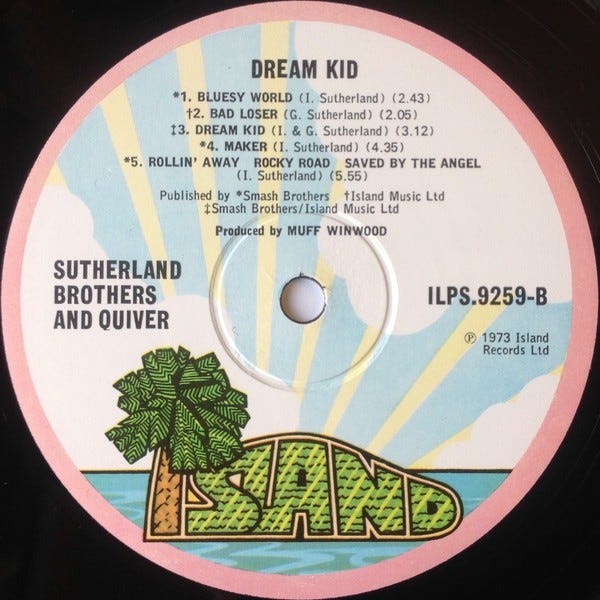 DREAM KID
*1. BLUESY WORLD (I. Sutherland) (2.43)
†2. BAD LOSER (G. Sutherland) (2.05)
‡3. DREAM KID (I. & G. Sutherland) (3.12)
*4. MAKER (I. Sutherland) (4.35)
*5. ROLLIN' AWAY ROCKY ROAD SAVED BY THE ANGEL
(I. Sutherland) (5.55)
Published by *Smash Brothers †Island Music Ltd
‡Smash Brothers/Island Music Ltd
Produced by MUFF WINWOOD
SUTHERLAND
BROTHERS
AND QUIVER
ILPS.9259-B
℗ 1973 Island
Records Ltd
ISLAND